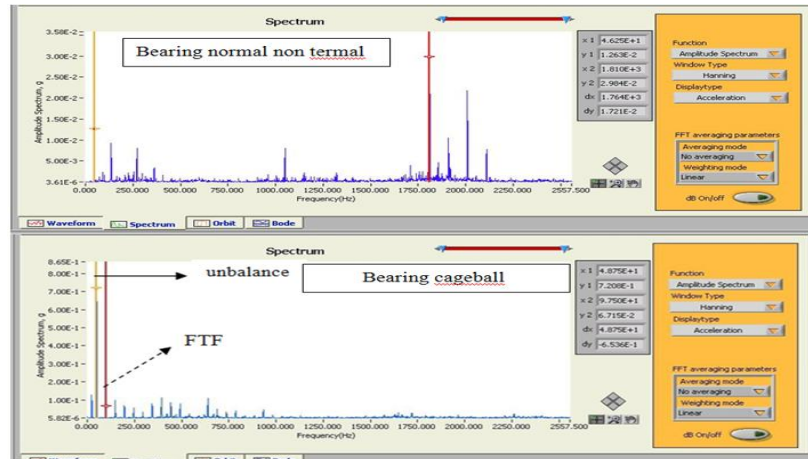 Spectrum
3.58E-2
3.00E-2
2.50E-2
2.00E-2
1.50E-2
1.00E-2
5.00E-3
3.61E-6
Amplitude Spectrum, g
Bearing normal non termal
0.000 250.000 500.000 750.000 1000.000 1250.000 1500.000 1750.000 2000.000 2557.500
Frequency(Hz)
x 1 4.625E+1
y 1 1.263E-2
x 2 1.810E+3
y 2 2.984E-2
dx 1.764E+3
dy 1.721E-2
Function
Amplitude Spectrum
Window Type
Hanning
Displaytype
Acceleration
FFT averaging parameters
Averaging mode
No averaging
Weighting mode
Linear
dB On/off
Waveform Spectrum Orbit Bode
Spectrum
8.65E-1
8.00E-1
7.00E-1
6.00E-1
5.00E-1
4.00E-1
3.00E-1
2.00E-1
1.00E-1
5.82E-6
Amplitude Spectrum, g
unbalance
Bearing cageball
FTF
0.000 250.000 500.000 750.000 1000.000 1250.000 1500.000 1750.000 2000.000 2557.500
Frequency(Hz)
x 1 4.875E+1
y 1 7.208E-1
x 2 9.750E+1
y 2 6.715E-2
dx 4.875E+1
dy -6.536E-1
Function
Amplitude Spectrum
Window Type
Hanning
Displaytype
Acceleration
FFT averaging parameters
Averaging mode
No averaging
Weighting mode
Linear
dB On/off